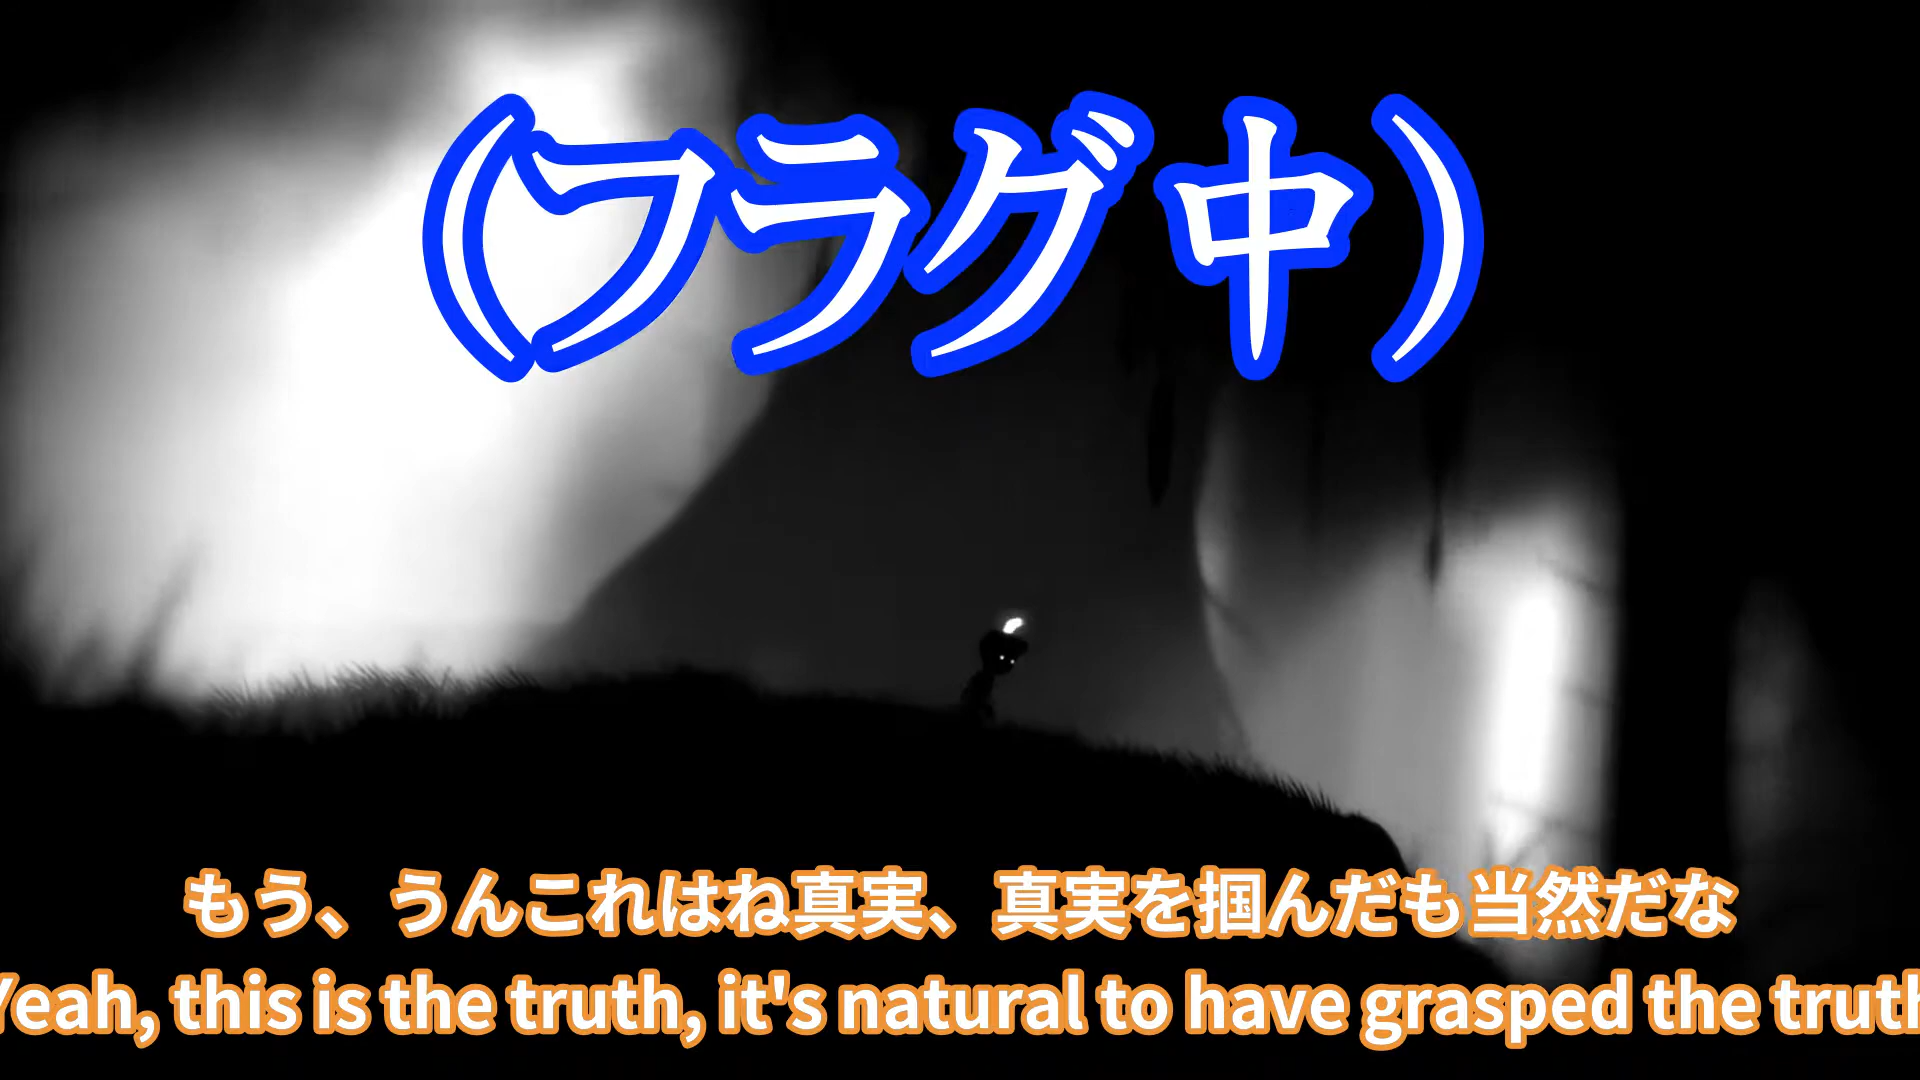 （フラグ中）
もう、うんこれはね真実、真実を掴んだも当然だな
Yeah, this is the truth, it's natural to have grasped the truth